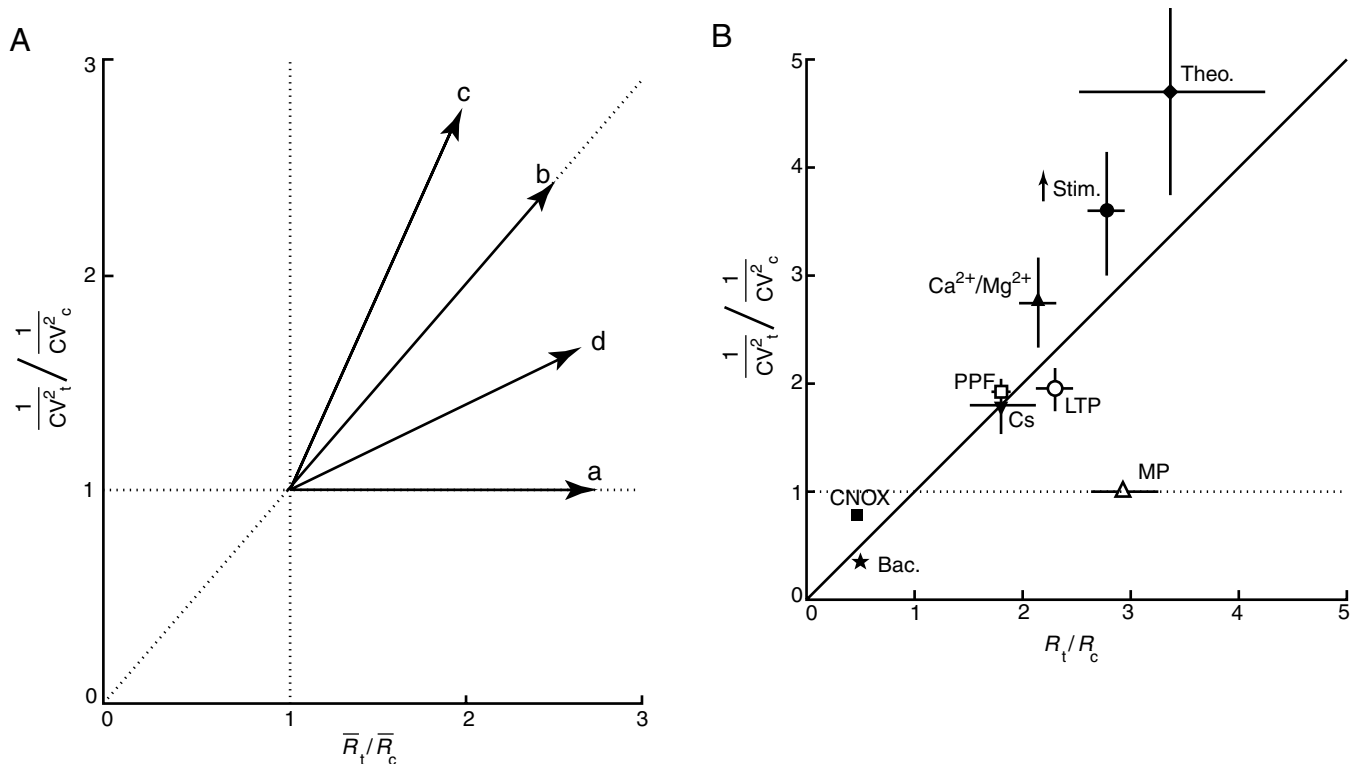 A
3
c
b
2
d
a
1
0
0
1
2
3
1/CV²t / 1/CV²c
R̅t/R̅c
B
5
Theo.
4
Stim.
3
Ca²⁺/Mg²⁺
2
PPF
Cs
LTP
MP
1
CNOX
Bac.
0
0
1
2
3
4
5
1/CV²t / 1/CV²c
Rt/Rc